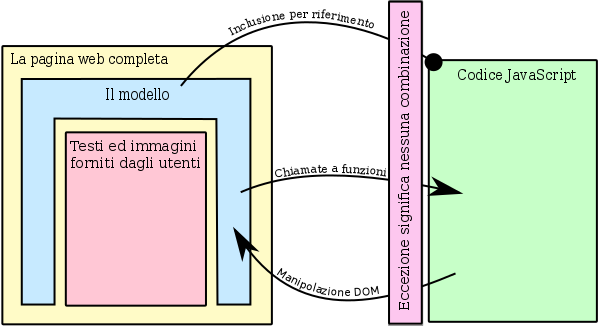 La pagina web completa
Il modello
Testi ed immagini
forniti dagli utenti
Inclusione per riferimento
Chiamate a funzioni
Manipolazione DOM
Eccezione significa nessuna combinazione
Codice JavaScript